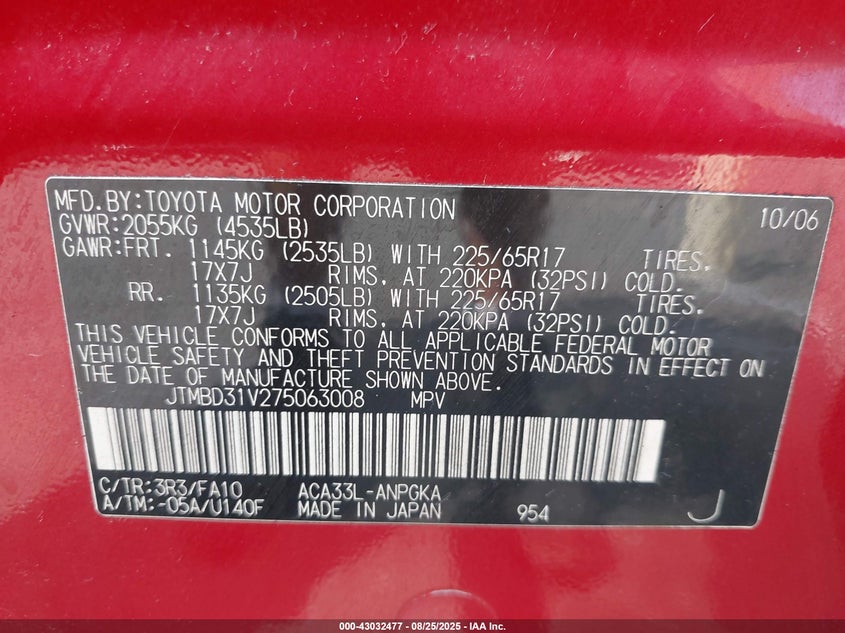 MFD.BY:TOYOTA MOTOR CORPORATION 10/06
GVWR:2055KG (4535LB)
GAWR:FRT. 1145KG (2535LB) WITH 225/65R17 TIRES,
17X7J RIMS, AT 220KPA (32PSI) COLD.
RR. 1135KG (2505LB) WITH 225/65R17 TIRES,
17X7J RIMS, AT 220KPA (32PSI) COLD.
THIS VEHICLE CONFORMS TO ALL APPLICABLE FEDERAL MOTOR
VEHICLE SAFETY AND THEFT PREVENTION STANDARDS IN EFFECT ON
THE DATE OF MANUFACTURE SHOWN ABOVE.
JTMBD31V275063008 MPV
C/TR:3R3/FA10 ACA33L-ANPGKA
A/TM:-05A/U140F MADE IN JAPAN 954 J
000-43032477 - 08/25/2025 - IAA Inc.